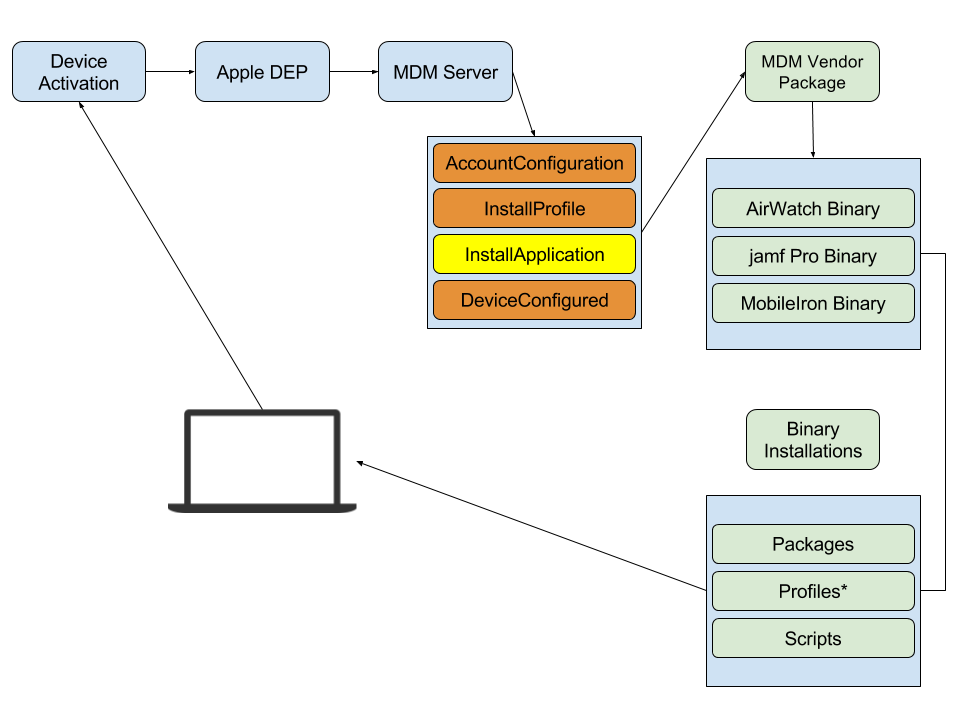 Device
Activation
Apple DEP
MDM Server
MDM Vendor
Package
AccountConfiguration
InstallProfile
InstallApplication
DeviceConfigured
AirWatch Binary
jamf Pro Binary
MobileIron Binary
Binary
Installations
Packages
Profiles*
Scripts